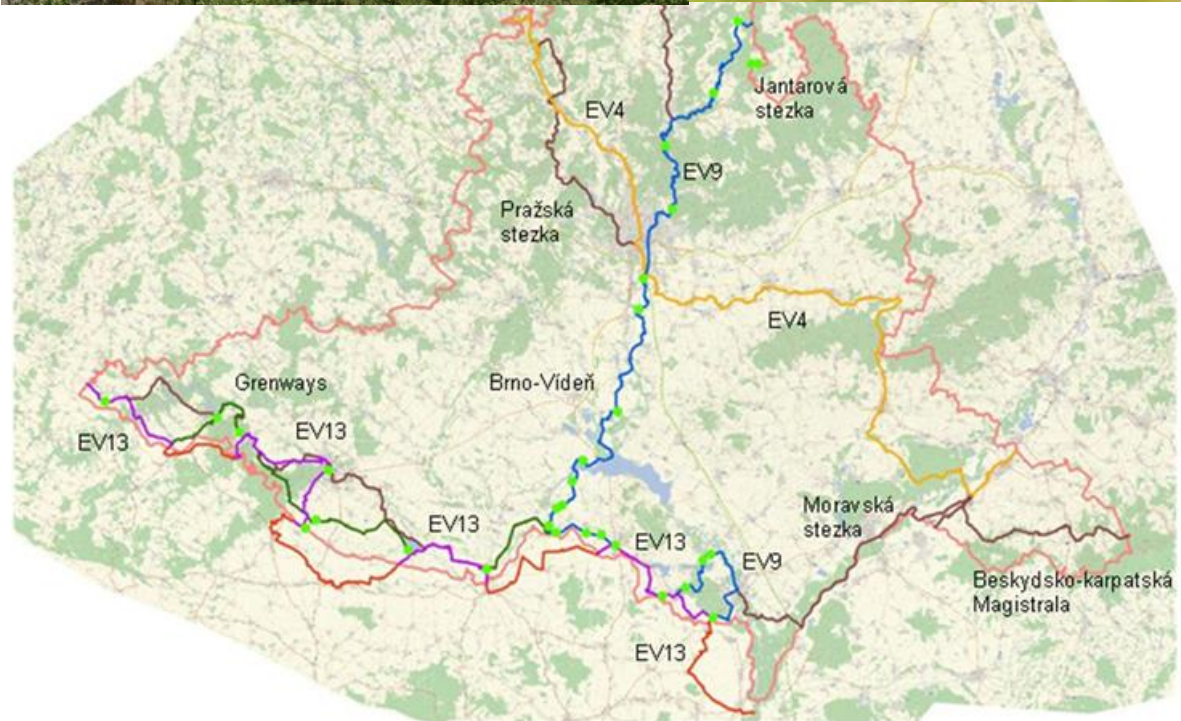 Jantarová
stezka
EV4
EV9
Pražská
stezka
EV4
Grenways
Brno-Vídeň
EV13
EV13
Moravská
stezka
EV13
EV13
EV9
Beskydsko-karpatská
Magistrala
EV13